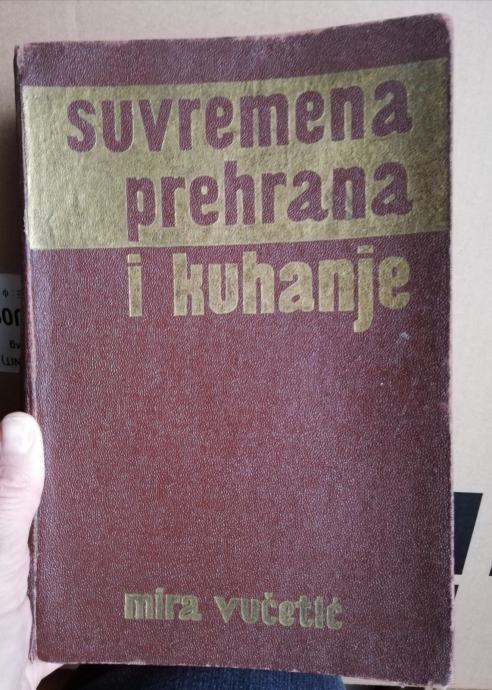 suvremena
prehrana
i kuhanje
mira vučetić